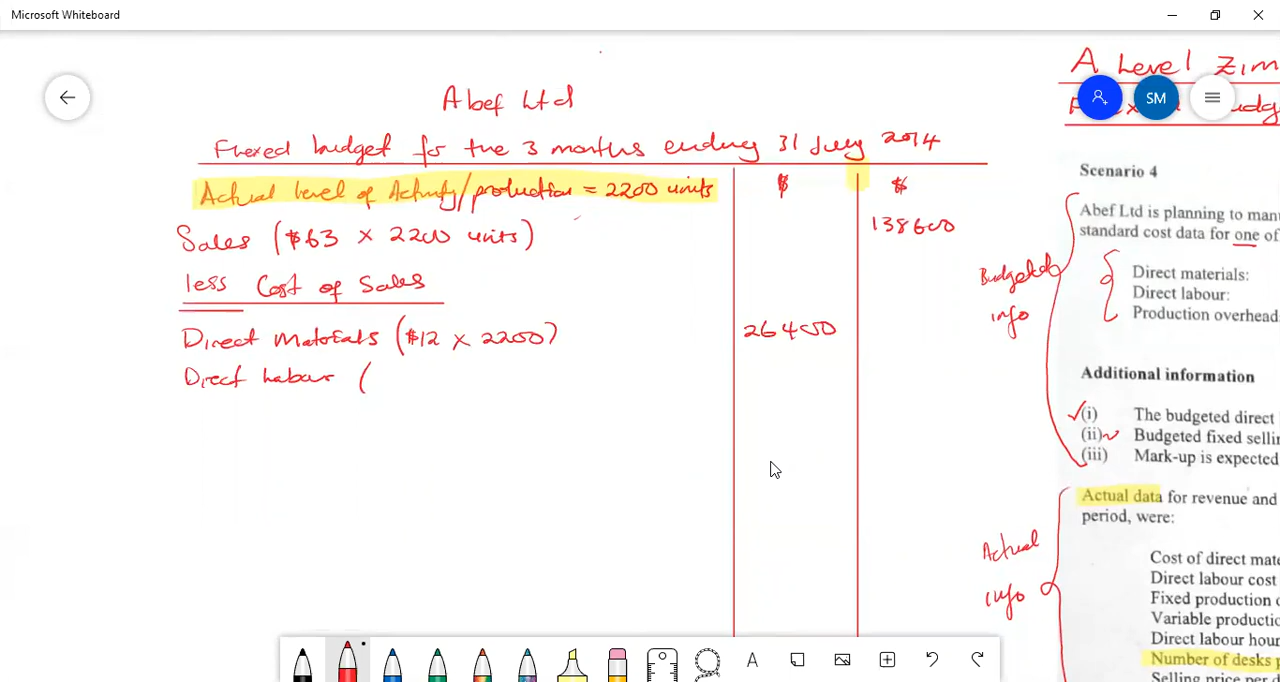 Microsoft Whiteboard
Abef Ltd
Flexed budget for the 3 months ending 31 July 2014
Actual level of Activity/production = 2200 units
$ $
Sales ($63 x 2200 units) 138600
less Cost of Sales
Direct Materials ($12 x 2200) 26400
Direct Labour (
A Level Zim
SM
Scenario 4
Abef Ltd is planning to man
standard cost data for one of
Budgeted
info
Direct materials:
Direct labour:
Production overhead
Additional information
(i) The budgeted direct
(ii) Budgeted fixed sellin
(iii) Mark-up is expected
Actual data for revenue and
period, were:
Actual
info
Cost of direct mate
Direct labour cost
Fixed production o
Variable productio
Direct labour hour
Number of desks p
Selling price per d
A